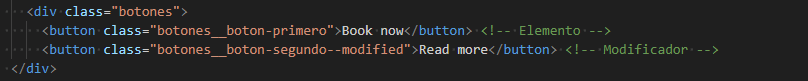 <div class="botones">
<button class="botones__boton-primero">Book now</button> <!-- Elemento -->
<button class="botones__boton-segundo--modified">Read more</button> <!-- Modificador -->
</div>